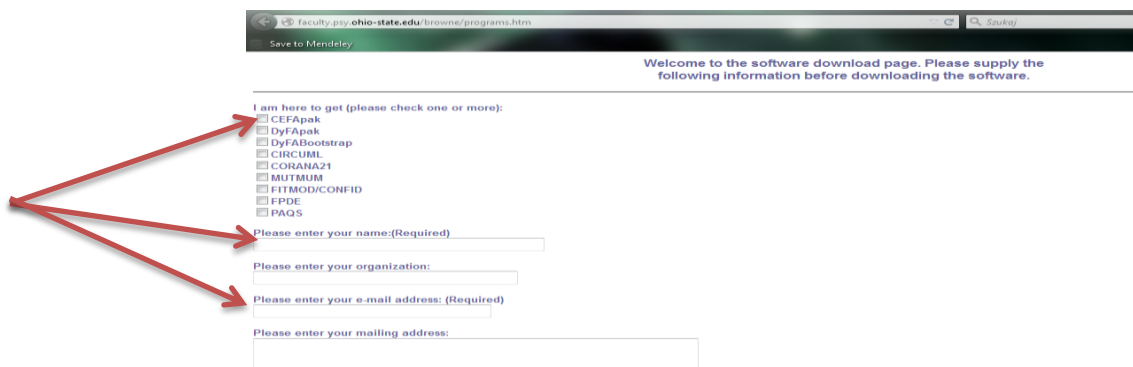 faculty.psy.ohio-state.edu/browne/programs.htm
Szukaj
Save to Mendeley
Welcome to the software download page. Please supply the
following information before downloading the software.
I am here to get (please check one or more):
CEFApak
DyFApak
DyFABootstrap
CIRCUML
CORANA21
MUTMUM
FITMOD/CONFID
FPDE
PAQS
Please enter your name:(Required)
Please enter your organization:
Please enter your e-mail address: (Required)
Please enter your mailing address: